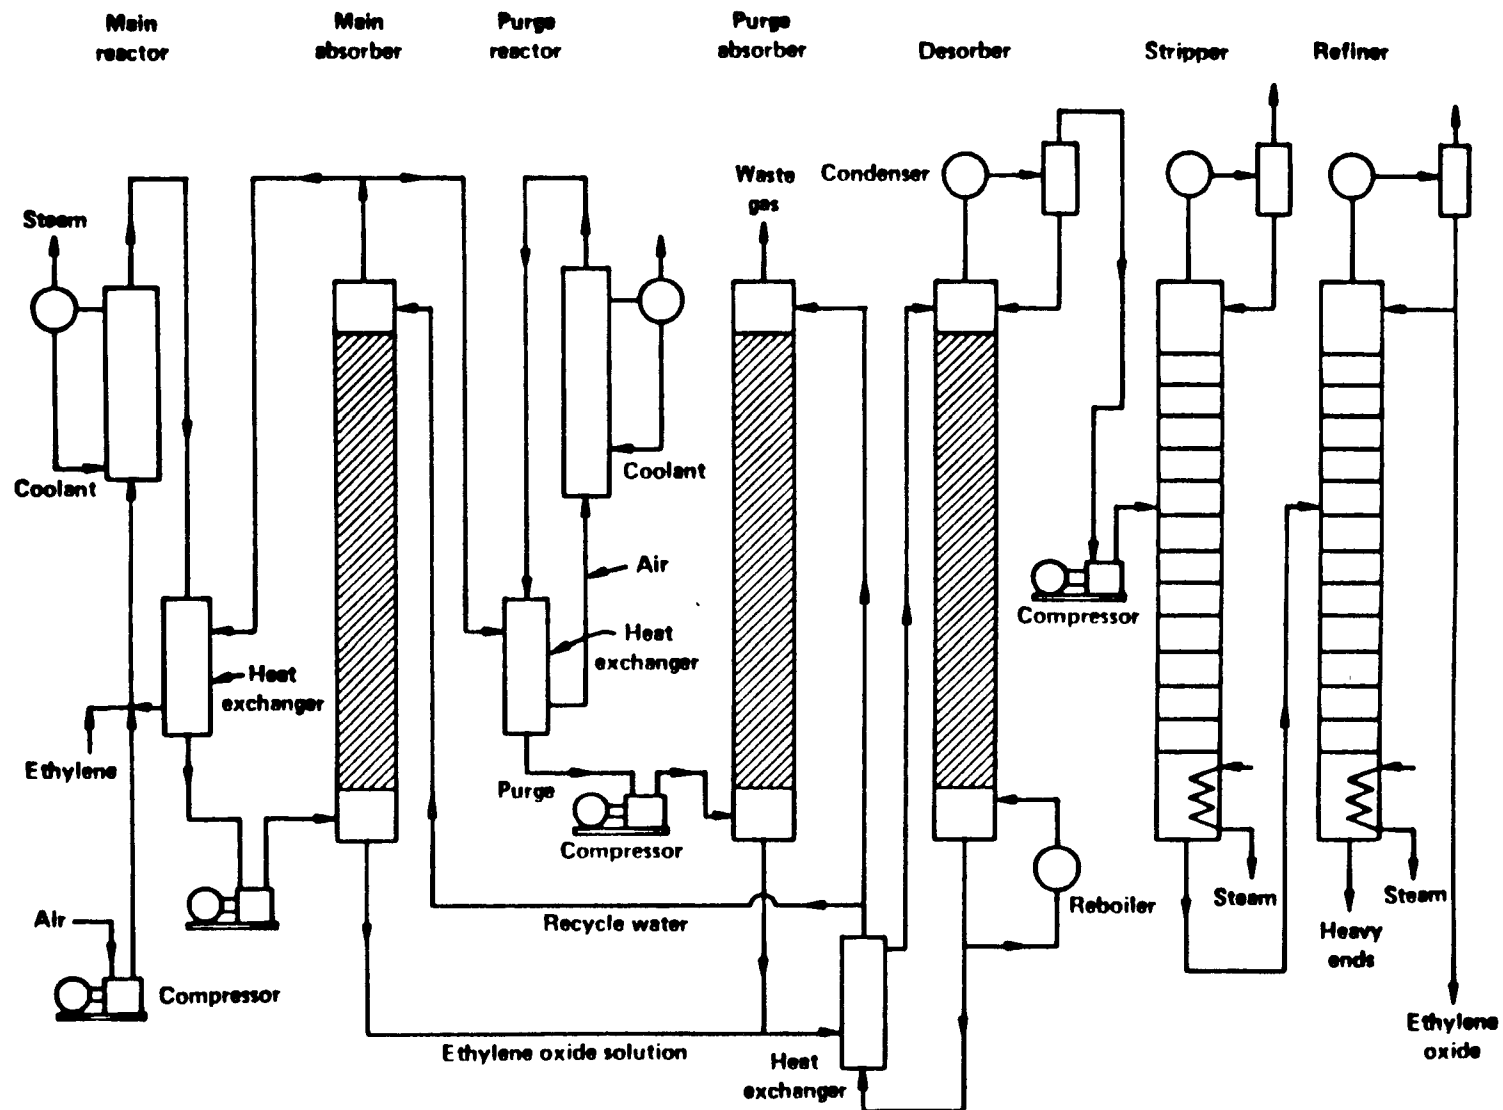 Main
reactor
Main
absorber
Purge
reactor
Purge
absorber
Desorber
Stripper
Refiner
Steam
Waste
gas
Condenser
Coolant
Coolant
Air
Compressor
Heat
exchanger
Heat
exchanger
Ethylene
Purge
Compressor
Air
Compressor
Recycle water
Reboiler
Steam
Steam
Heavy
ends
Ethylene oxide solution
Heat
exchanger
Ethylene
oxide